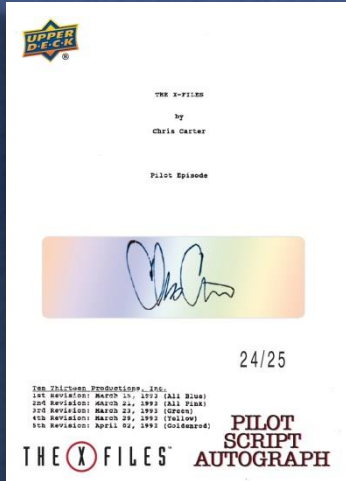 UPPER
D·E·C·K
®
THE X-FILES
by
Chris Carter
Pilot Episode
24/25
Ten Thirteen Productions, Inc.
1st Revision: March 15, 1993 (All Blue)
2nd Revision: March 21, 1993 (All Pink)
3rd Revision: March 23, 1993 (Green)
4th Revision: March 29, 1993 (Yellow)
5th Revision: April 02, 1993 (Goldenrod)
THE X FILES™
PILOT
SCRIPT
AUTOGRAPH